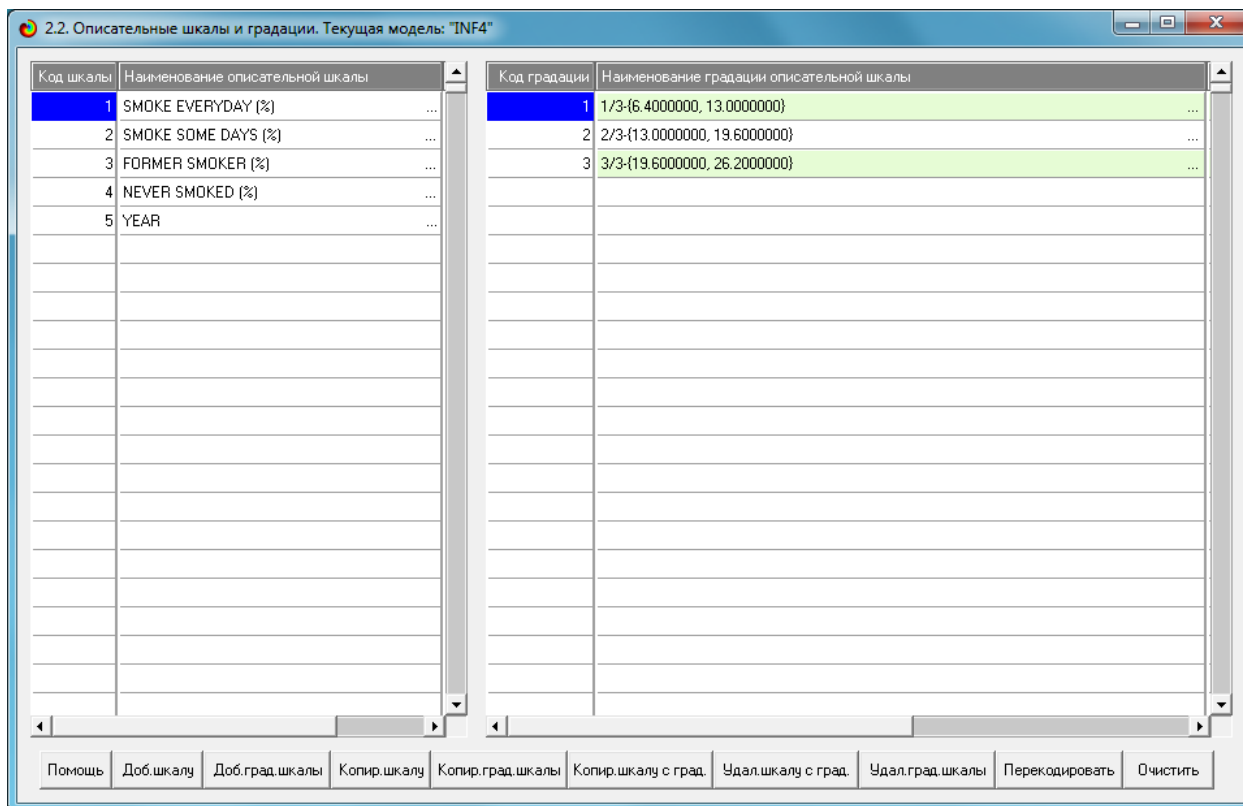 2.2. Описательные шкалы и градации. Текущая модель: "INF4"
Код шкалы Наименование описательной шкалы
1 SMOKE EVERYDAY (%) ...
2 SMOKE SOME DAYS (%) ...
3 FORMER SMOKER (%) ...
4 NEVER SMOKED (%) ...
5 YEAR ...
Код градации Наименование градации описательной шкалы
1 1/3-{6.4000000, 13.0000000} ...
2 2/3-{13.0000000, 19.6000000} ...
3 3/3-{19.6000000, 26.2000000} ...
Помощь Доб.шкалу Доб.град.шкалы Копир.шкалу Копир.град.шкалы Копир.шкалу с град. Удал.шкалу с град. Удал.град.шкалы Перекодировать Очистить